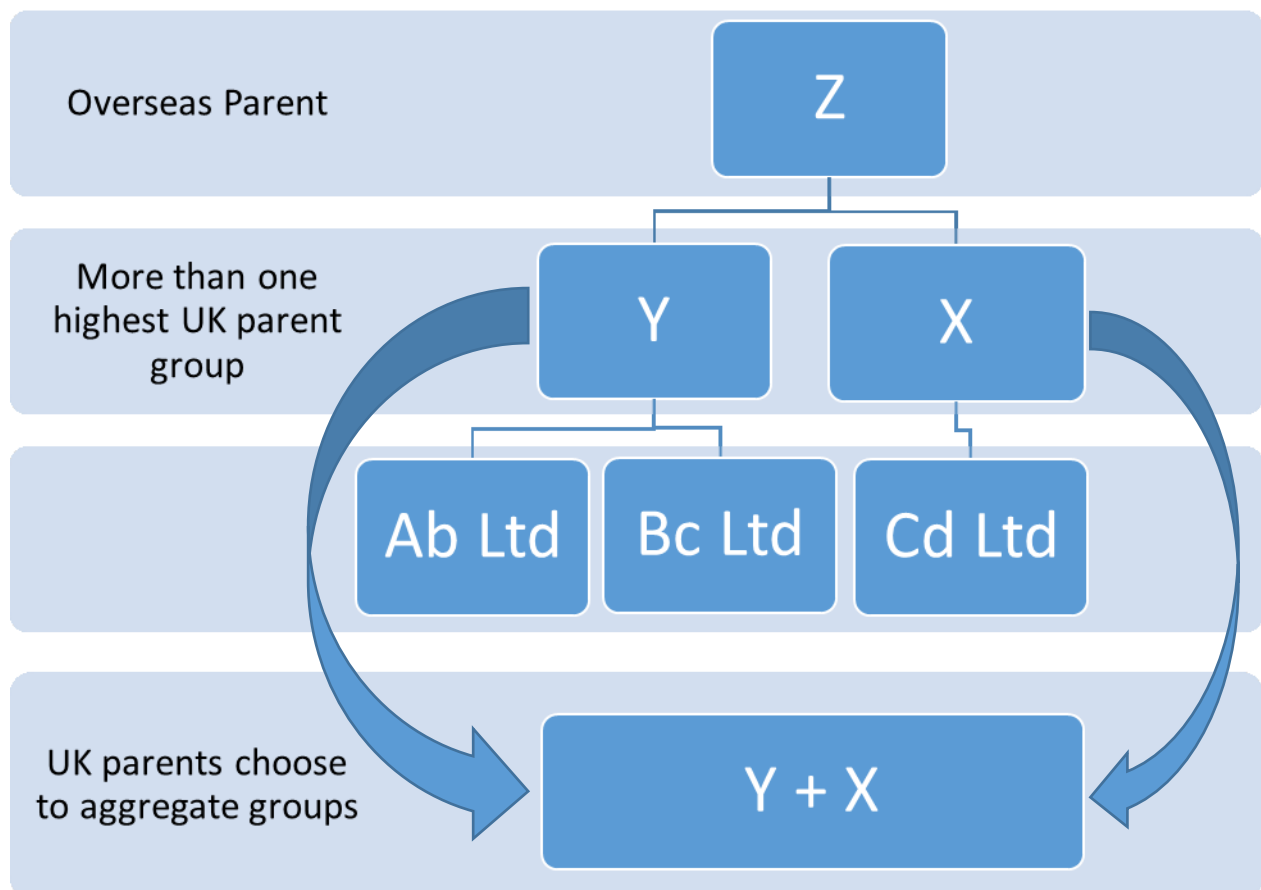 Overseas Parent
Z
More than one
highest UK parent
group
Y
X
Ab Ltd
Bc Ltd
Cd Ltd
UK parents choose
to aggregate groups
Y + X